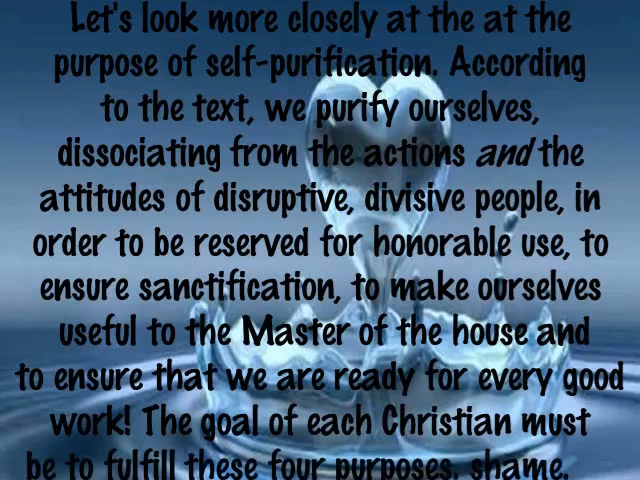 Let's look more closely at the at the
purpose of self-purification. According
to the text, we purify ourselves,
dissociating from the actions and the
attitudes of disruptive, divisive people, in
order to be reserved for honorable use, to
ensure sanctification, to make ourselves
useful to the Master of the house and
to ensure that we are ready for every good
work! The goal of each Christian must
be to fulfill these four purposes. shame.